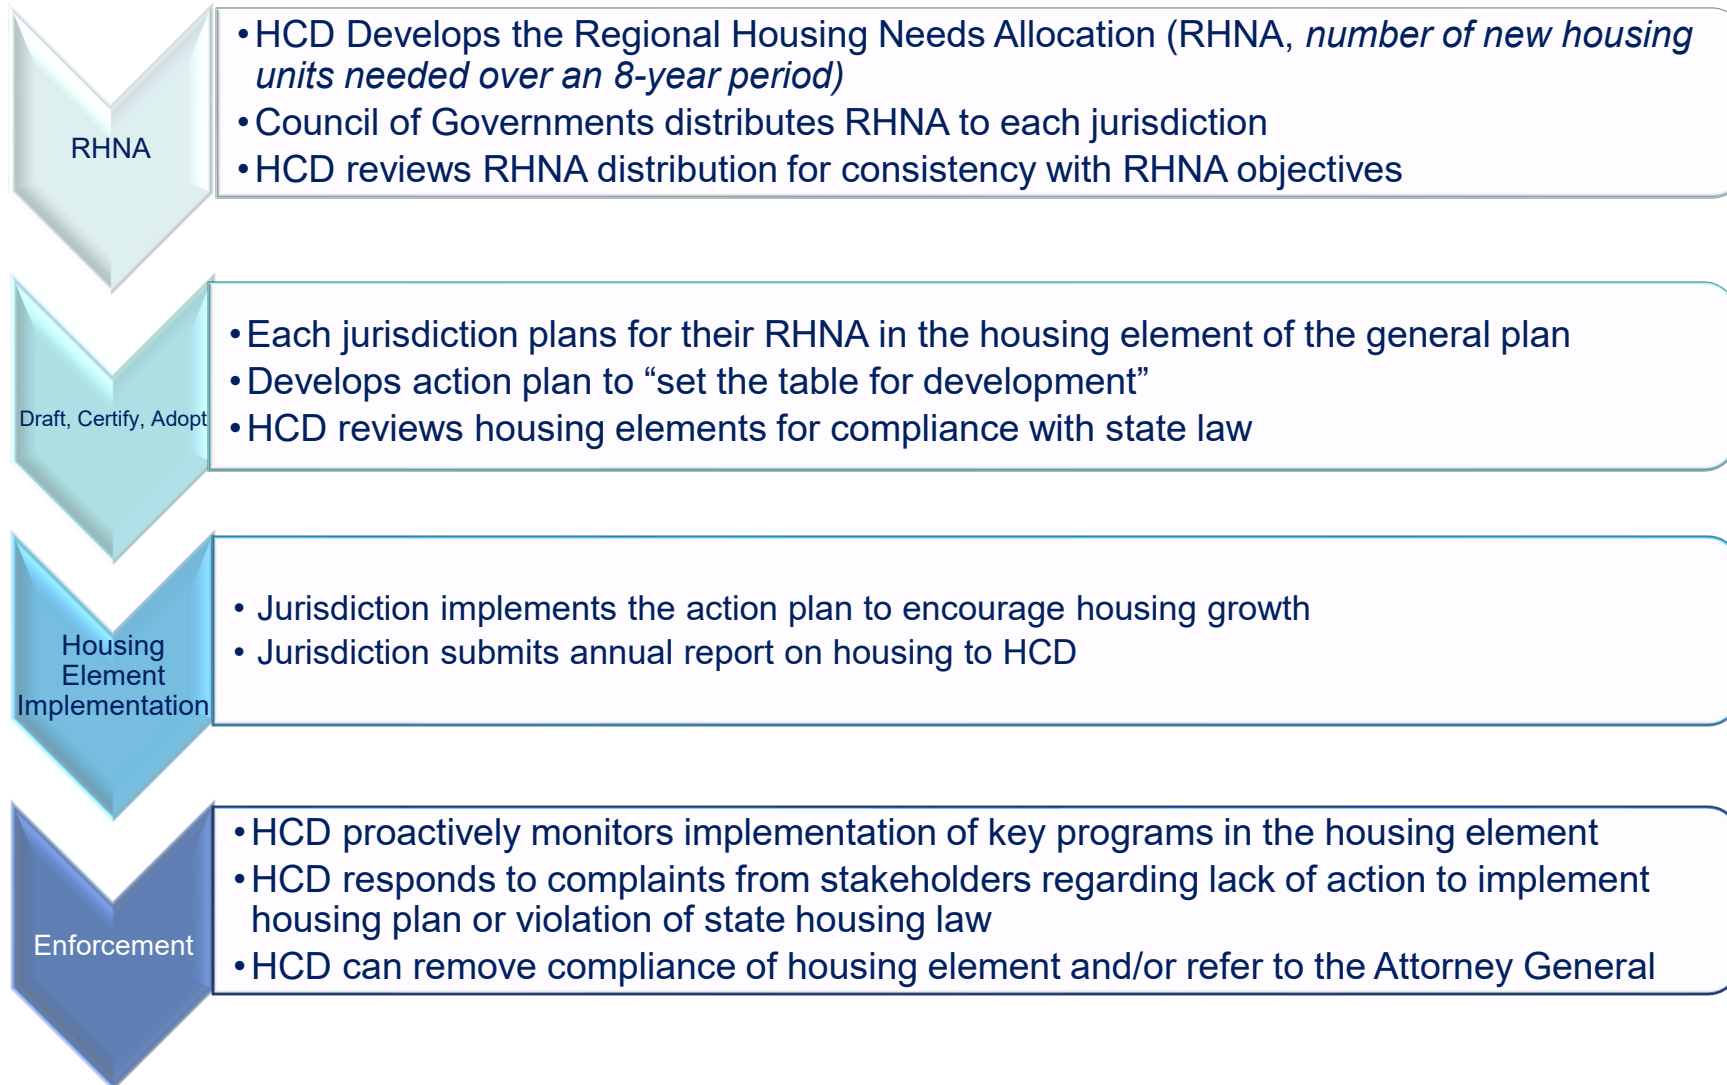 RHNA
•HCD Develops the Regional Housing Needs Allocation (RHNA, number of new housing
units needed over an 8-year period)
•Council of Governments distributes RHNA to each jurisdiction
•HCD reviews RHNA distribution for consistency with RHNA objectives
Draft, Certify, Adopt
•Each jurisdiction plans for their RHNA in the housing element of the general plan
•Develops action plan to “set the table for development”
•HCD reviews housing elements for compliance with state law
Housing
Element
Implementation
• Jurisdiction implements the action plan to encourage housing growth
• Jurisdiction submits annual report on housing to HCD
Enforcement
•HCD proactively monitors implementation of key programs in the housing element
•HCD responds to complaints from stakeholders regarding lack of action to implement
housing plan or violation of state housing law
•HCD can remove compliance of housing element and/or refer to the Attorney General